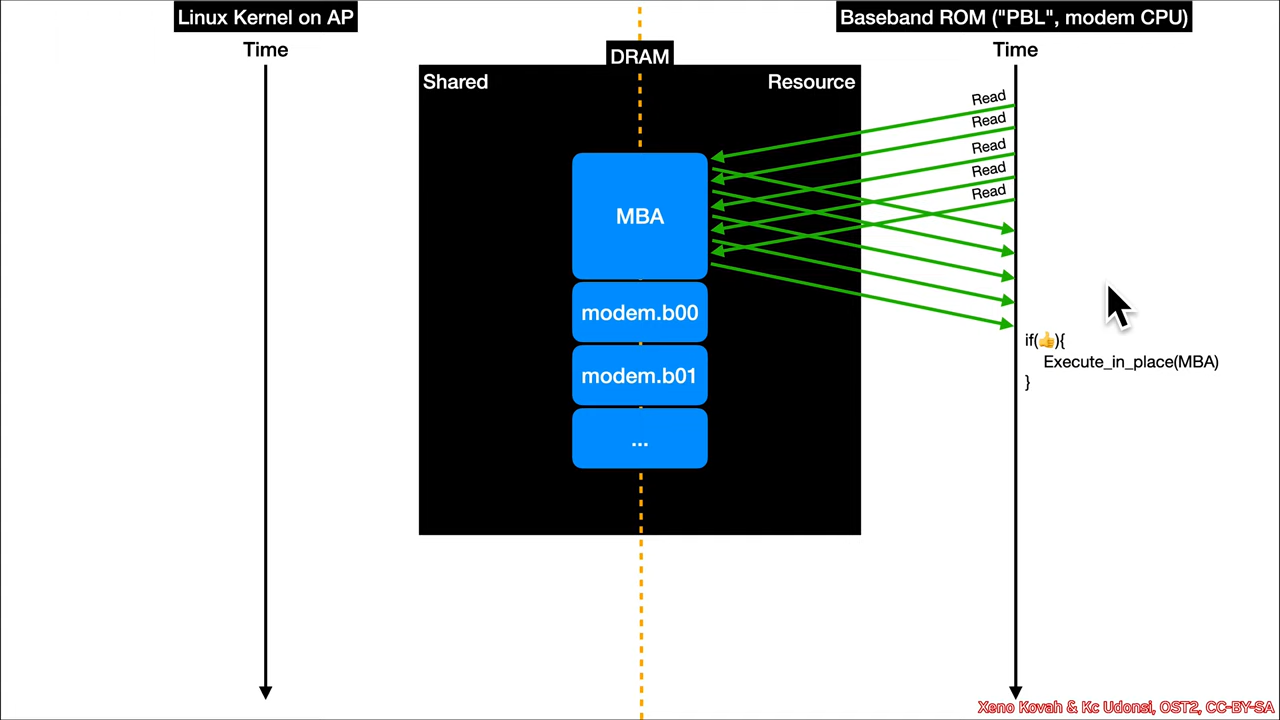 Linux Kernel on AP
Baseband ROM ("PBL", modem CPU)
Time
DRAM
Time
Shared
Resource
Read
Read
Read
Read
Read
MBA
modem.b00
modem.b01
...
if(👍){
Execute_in_place(MBA)
}
Xeno Kovah & Kc Udonsi, OST2, CC-BY-SA